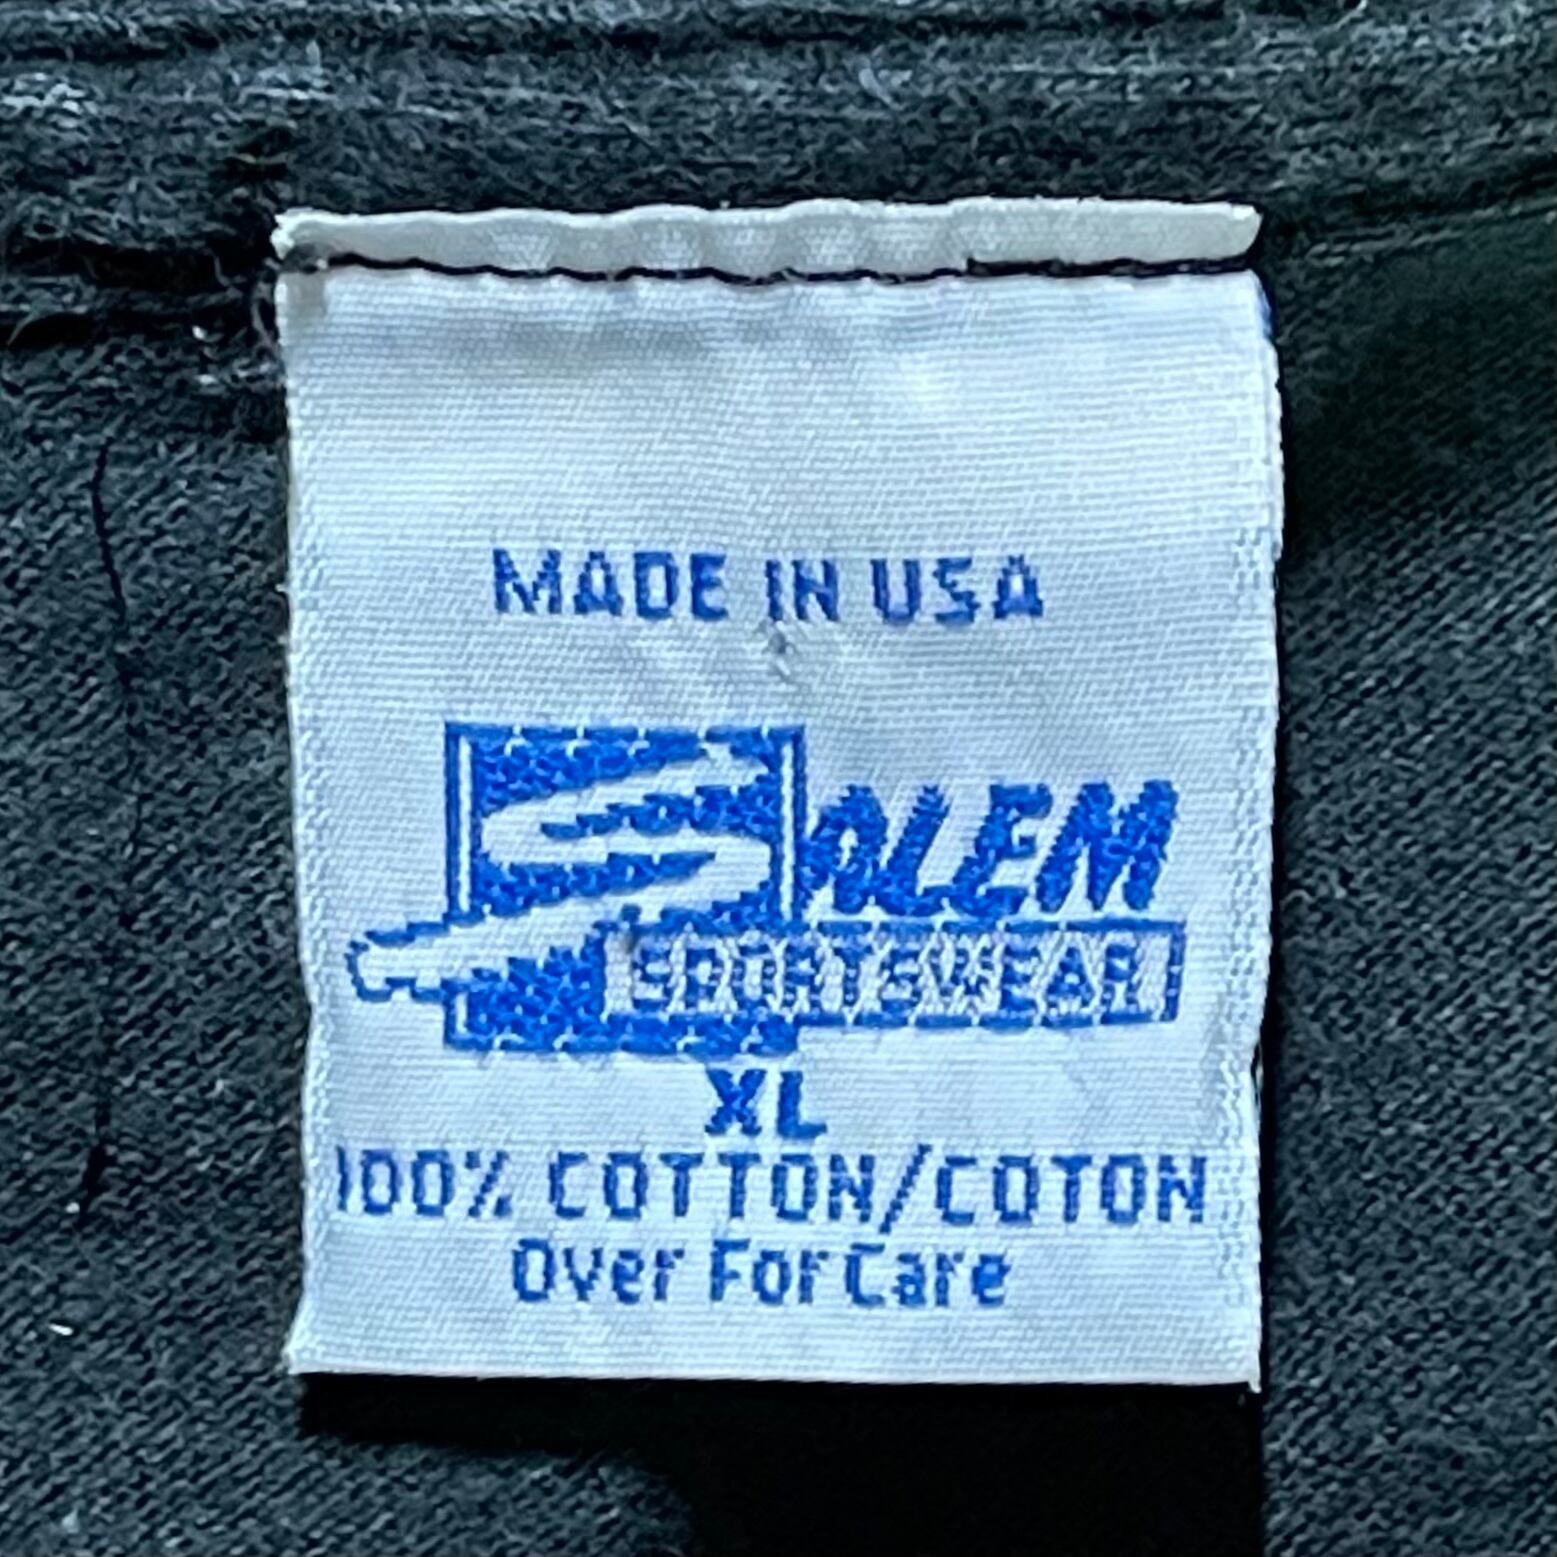 MADE IN USA
SALEM
SPORTSWEAR
XL
100% COTTON/COTON
Over For Care